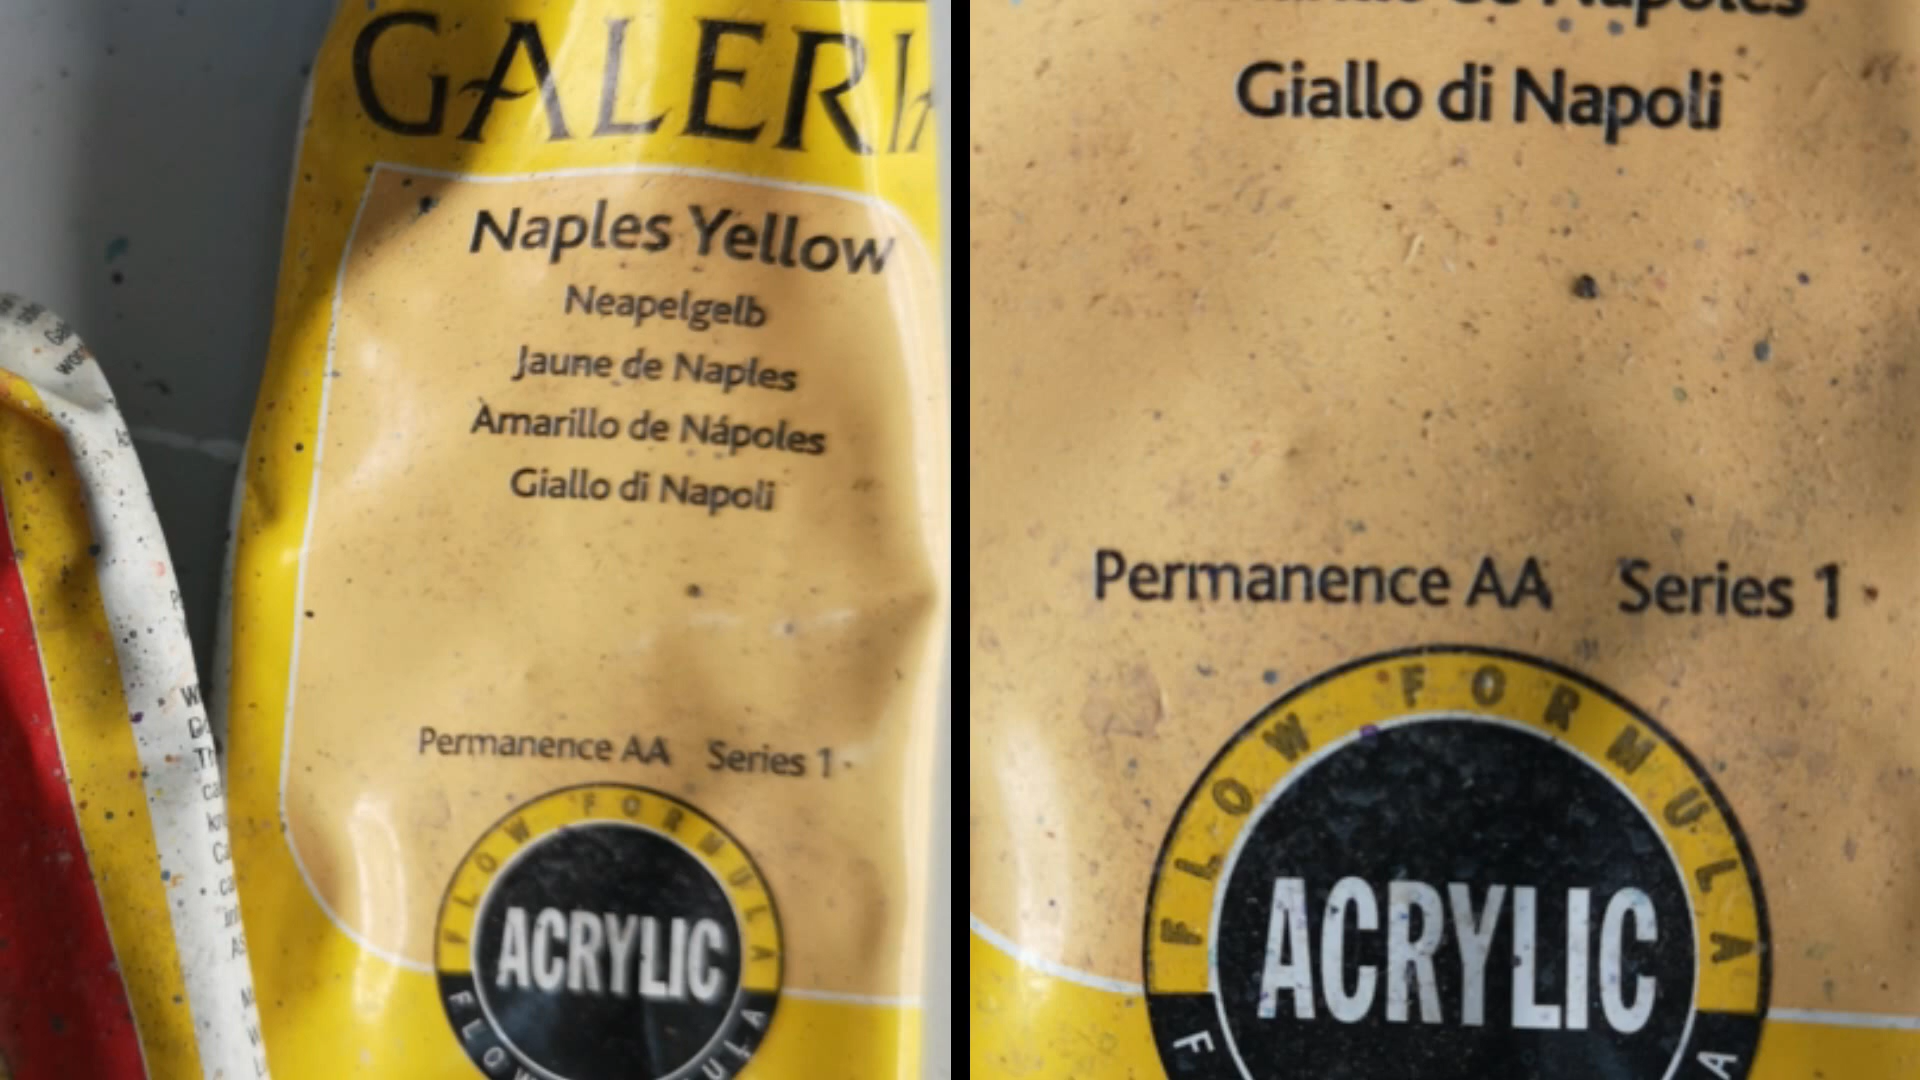 GALERIA
Naples Yellow
Neapelgelb
Jaune de Naples
Amarillo de Nápoles
Giallo di Napoli
Permanence AA Series 1
FLOW FORMULA
ACRYLIC
Giallo di Napoli
Permanence AA Series 1
FLOW FORMULA
ACRYLIC